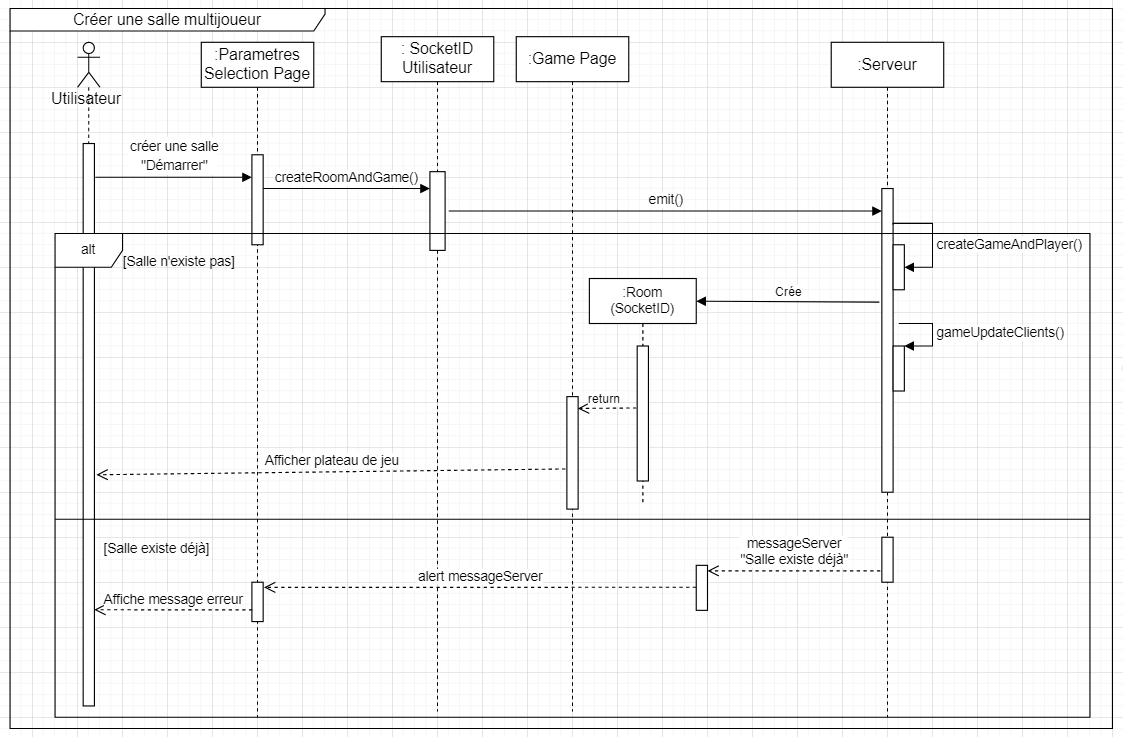 Créer une salle multijoueur
:Parametres
Selection Page
: SocketID
Utilisateur
:Game Page
:Serveur
Utilisateur
créer une salle
"Démarrer"
createRoomAndGame()
emit()
createGameAndPlayer()
alt
[Salle n'existe pas]
:Room
(SocketID)
Crée
gameUpdateClients()
return
Afficher plateau de jeu
[Salle existe déjà]
messageServer
"Salle existe déjà"
alert messageServer
Affiche message erreur